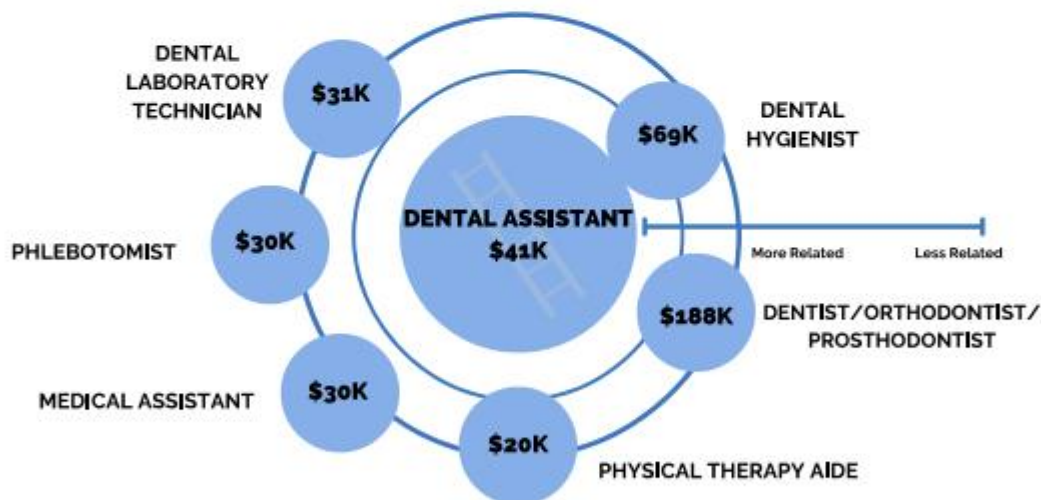 DENTAL
LABORATORY
TECHNICIAN
$31K
$69K
DENTAL
HYGIENIST
DENTAL ASSISTANT
$41K
PHLEBOTOMIST
$30K
More Related
Less Related
$188K
DENTIST/ORTHODONTIST/
PROSTHODONTIST
MEDICAL ASSISTANT
$30K
$20K
PHYSICAL THERAPY AIDE